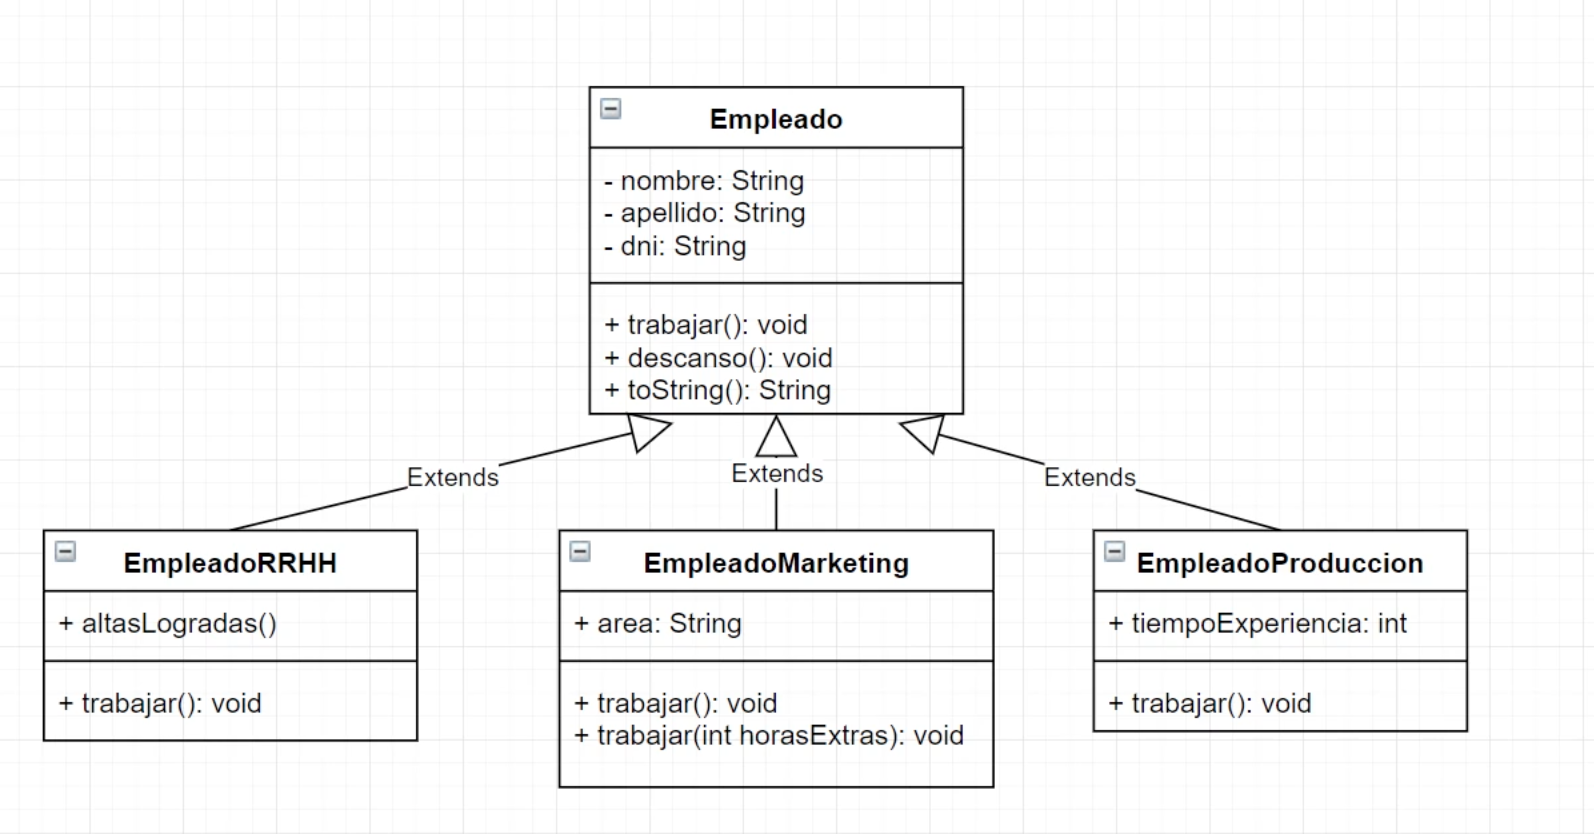 Empleado
- nombre: String
- apellido: String
- dni: String
+ trabajar(): void
+ descanso(): void
+ toString(): String
Extends
Extends
Extends
EmpleadoRRHH
+ altasLogradas()
+ trabajar(): void
EmpleadoMarketing
+ area: String
+ trabajar(): void
+ trabajar(int horasExtras): void
EmpleadoProduccion
+ tiempoExperiencia: int
+ trabajar(): void